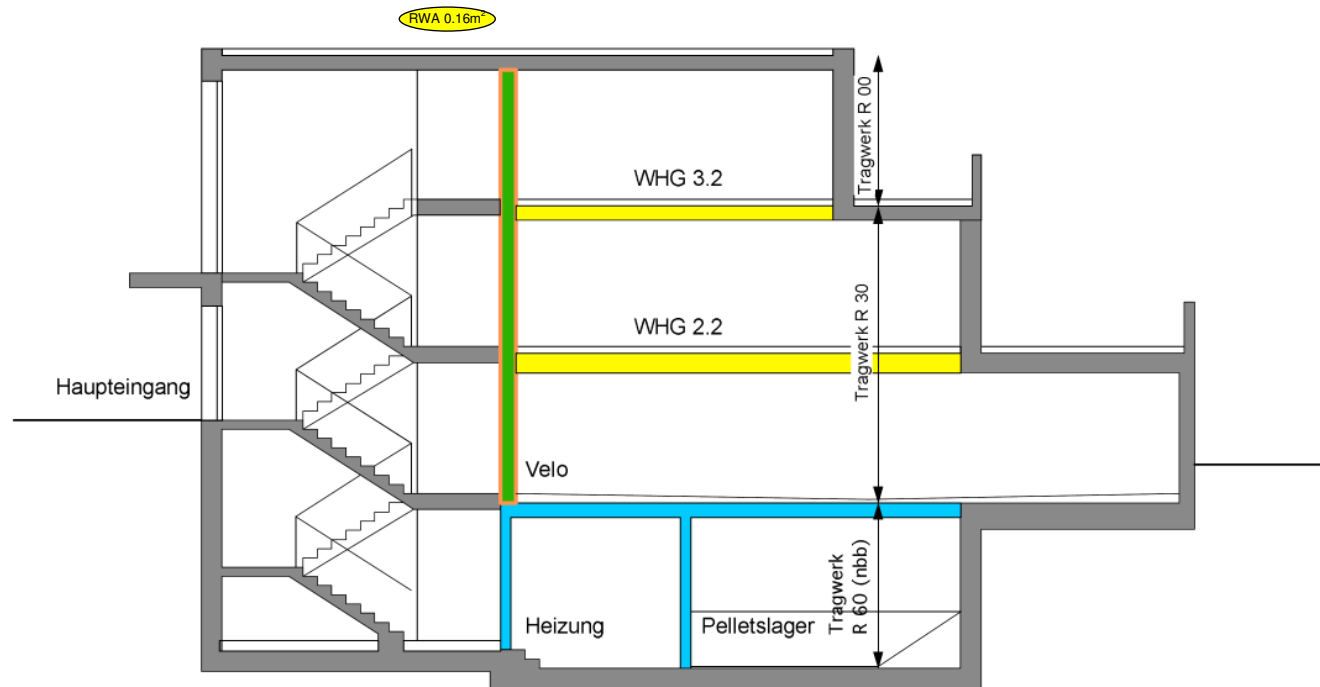 RWA 0.16m²
Tragwerk R 00
WHG 3.2
Tragwerk R 30
WHG 2.2
Haupteingang
Velo
Tragwerk
R 60 (nbb)
Heizung
Pelletslager